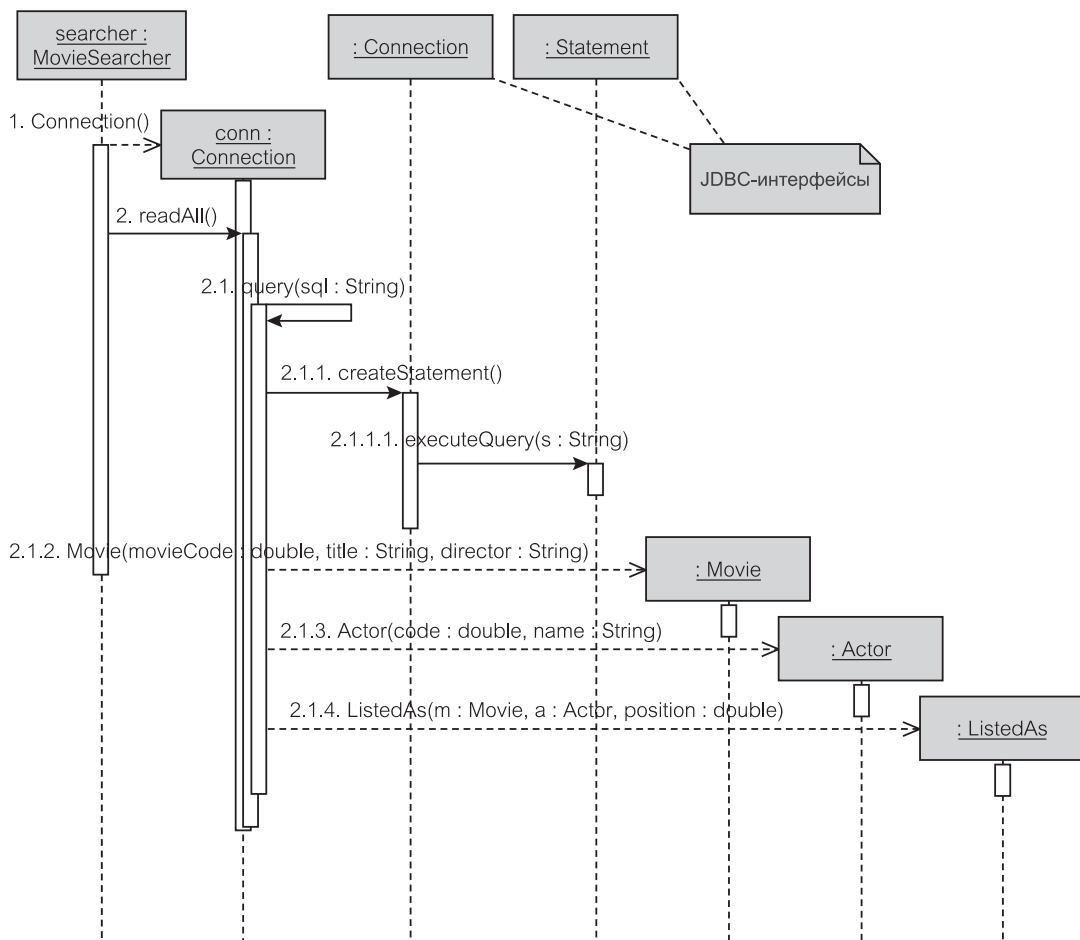 searcher :
MovieSearcher
: Connection
: Statement
1. Connection()
conn :
Connection
JDBC-интерфейсы
2. readAll()
2.1. query(sql : String)
2.1.1. createStatement()
2.1.1.1. executeQuery(s : String)
2.1.2. Movie(movieCode : double, title : String, director : String)
: Movie
2.1.3. Actor(code : double, name : String)
: Actor
2.1.4. ListedAs(m : Movie, a : Actor, position : double)
: ListedAs